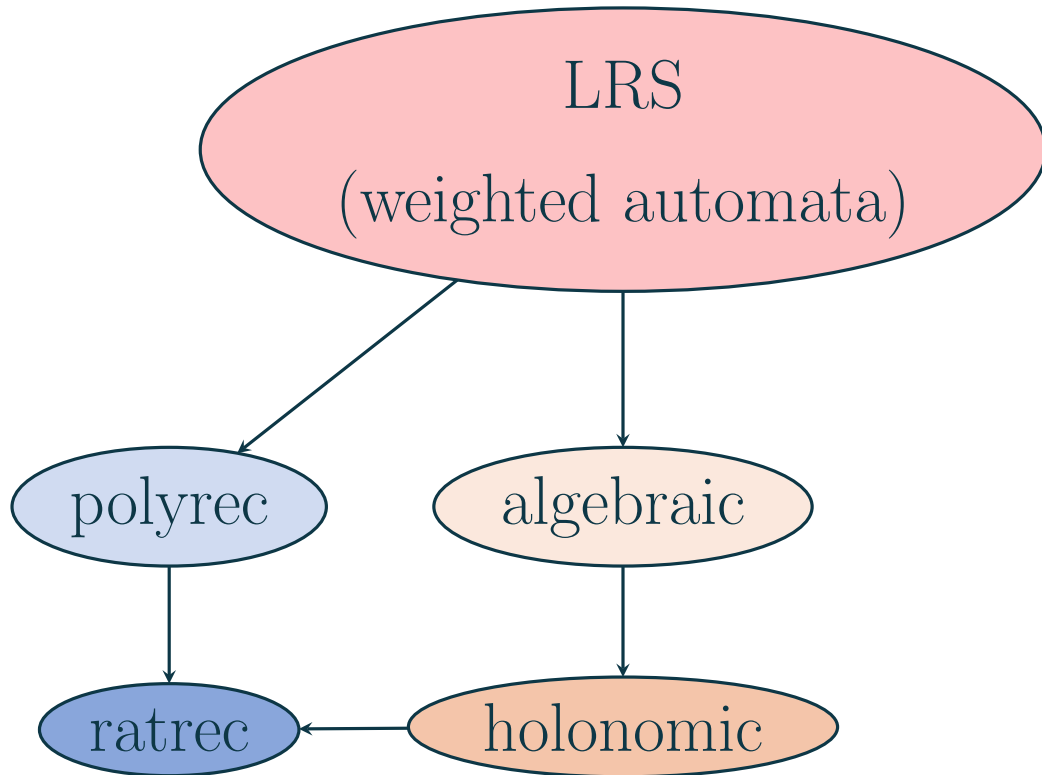 LRS
(weighted automata)
polyrec
algebraic
ratrec
holonomic